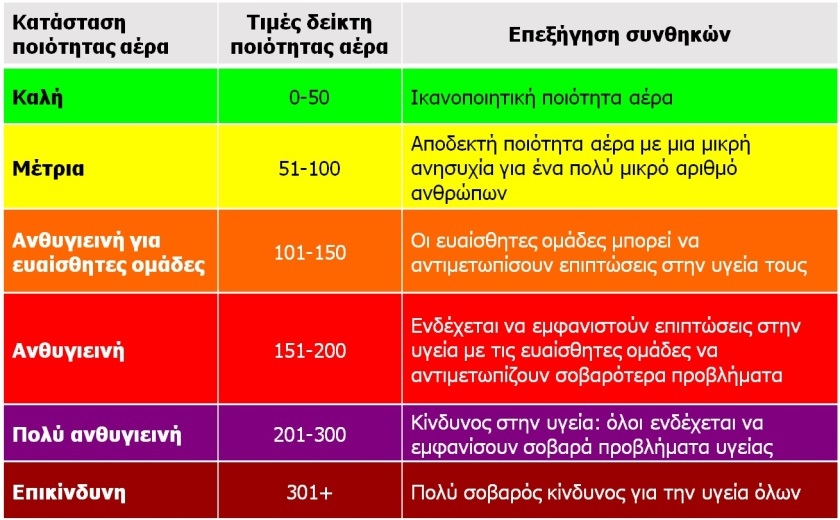 Κατάσταση
ποιότητας αέρα
Τιμές δείκτη
ποιότητας αέρα
Επεξήγηση συνθηκών
Καλή
0-50
Ικανοποιητική ποιότητα αέρα
Μέτρια
51-100
Αποδεκτή ποιότητα αέρα με μια μικρή
ανησυχία για ένα πολύ μικρό αριθμό
ανθρώπων
Ανθυγιεινή για
ευαίσθητες ομάδες
101-150
Οι ευαίσθητες ομάδες μπορεί να
αντιμετωπίσουν επιπτώσεις στην υγεία τους
Ανθυγιεινή
151-200
Ενδέχεται να εμφανιστούν επιπτώσεις στην
υγεία με τις ευαίσθητες ομάδες να
αντιμετωπίζουν σοβαρότερα προβλήματα
Πολύ ανθυγιεινή
201-300
Κίνδυνος στην υγεία: όλοι ενδέχεται να
εμφανίσουν σοβαρά προβλήματα υγείας
Επικίνδυνη
301+
Πολύ σοβαρός κίνδυνος για την υγεία όλων